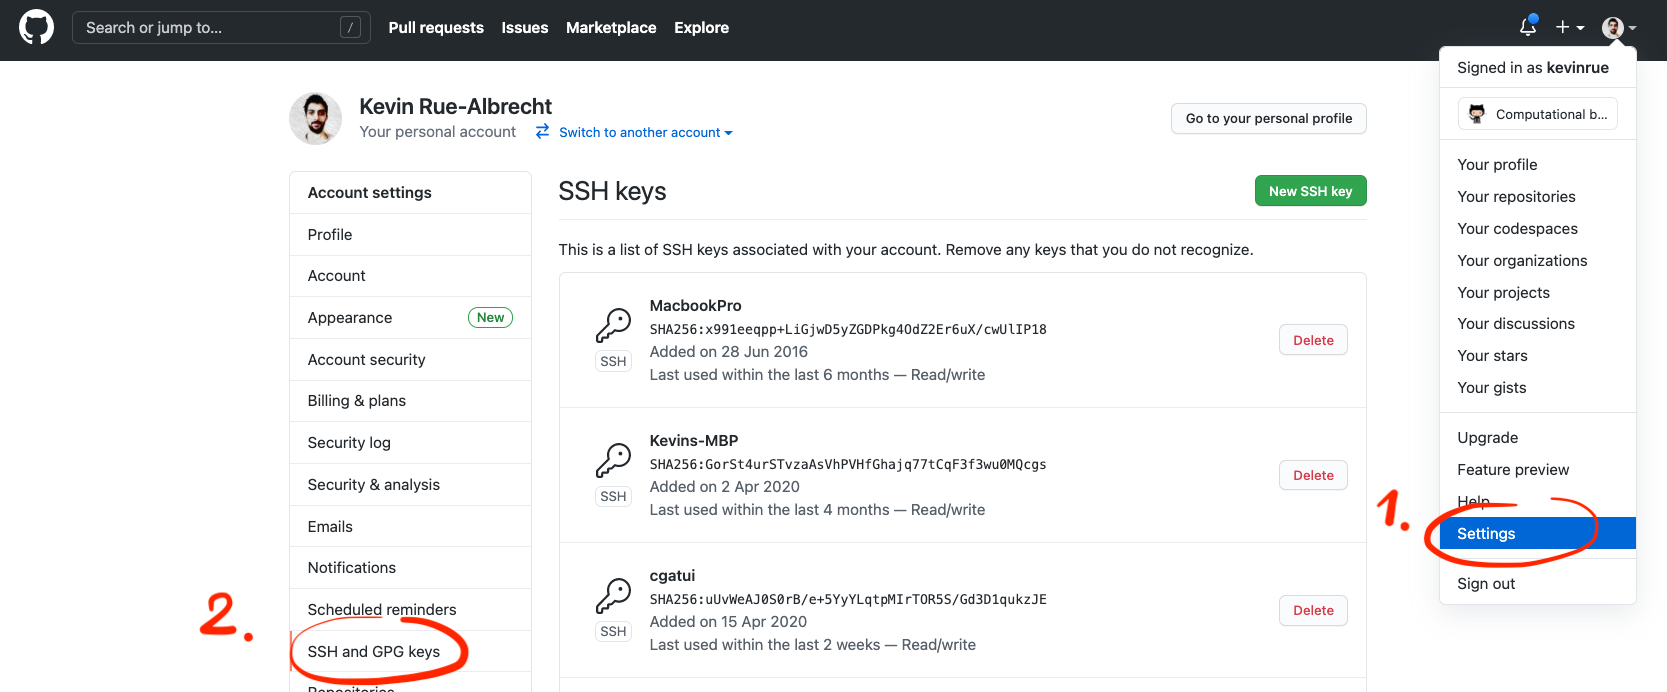 Search or jump to...
/
Pull requests
Issues
Marketplace
Explore
Signed in as kevinrue
Computational b...
Your profile
Your repositories
Your codespaces
Your organizations
Your projects
Your discussions
Your stars
Your gists
Upgrade
Feature preview
Help
1.
Settings
Sign out
Kevin Rue-Albrecht
Your personal account
Switch to another account
Go to your personal profile
Account settings
Profile
Account
Appearance
New
Account security
Billing & plans
Security log
Security & analysis
Emails
Notifications
Scheduled reminders
2.
SSH and GPG keys
Repositories
SSH keys
New SSH key
This is a list of SSH keys associated with your account. Remove any keys that you do not recognize.
MacbookPro
SHA256:x991eeqpp+LiGjwD5yZGDPkg4OdZ2Er6uX/cwUlIP18
Added on 28 Jun 2016
Last used within the last 6 months — Read/write
SSH
Delete
Kevins-MBP
SHA256:GorSt4urSTvzaAsVhPVHfGhajq77tCqF3f3wu0MQcgs
Added on 2 Apr 2020
Last used within the last 4 months — Read/write
SSH
Delete
cgatui
SHA256:uUvWeAJ0S0rB/e+5YyYLqtpMIrTOR5S/Gd3D1qukzJE
Added on 15 Apr 2020
Last used within the last 2 weeks — Read/write
SSH
Delete